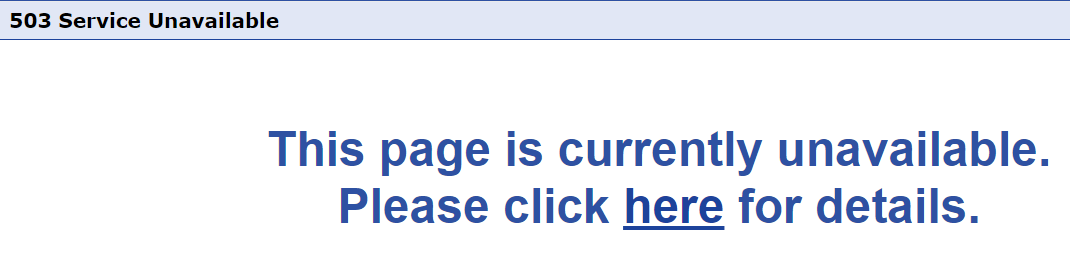 503 Service Unavailable
This page is currently unavailable.
Please click here for details.